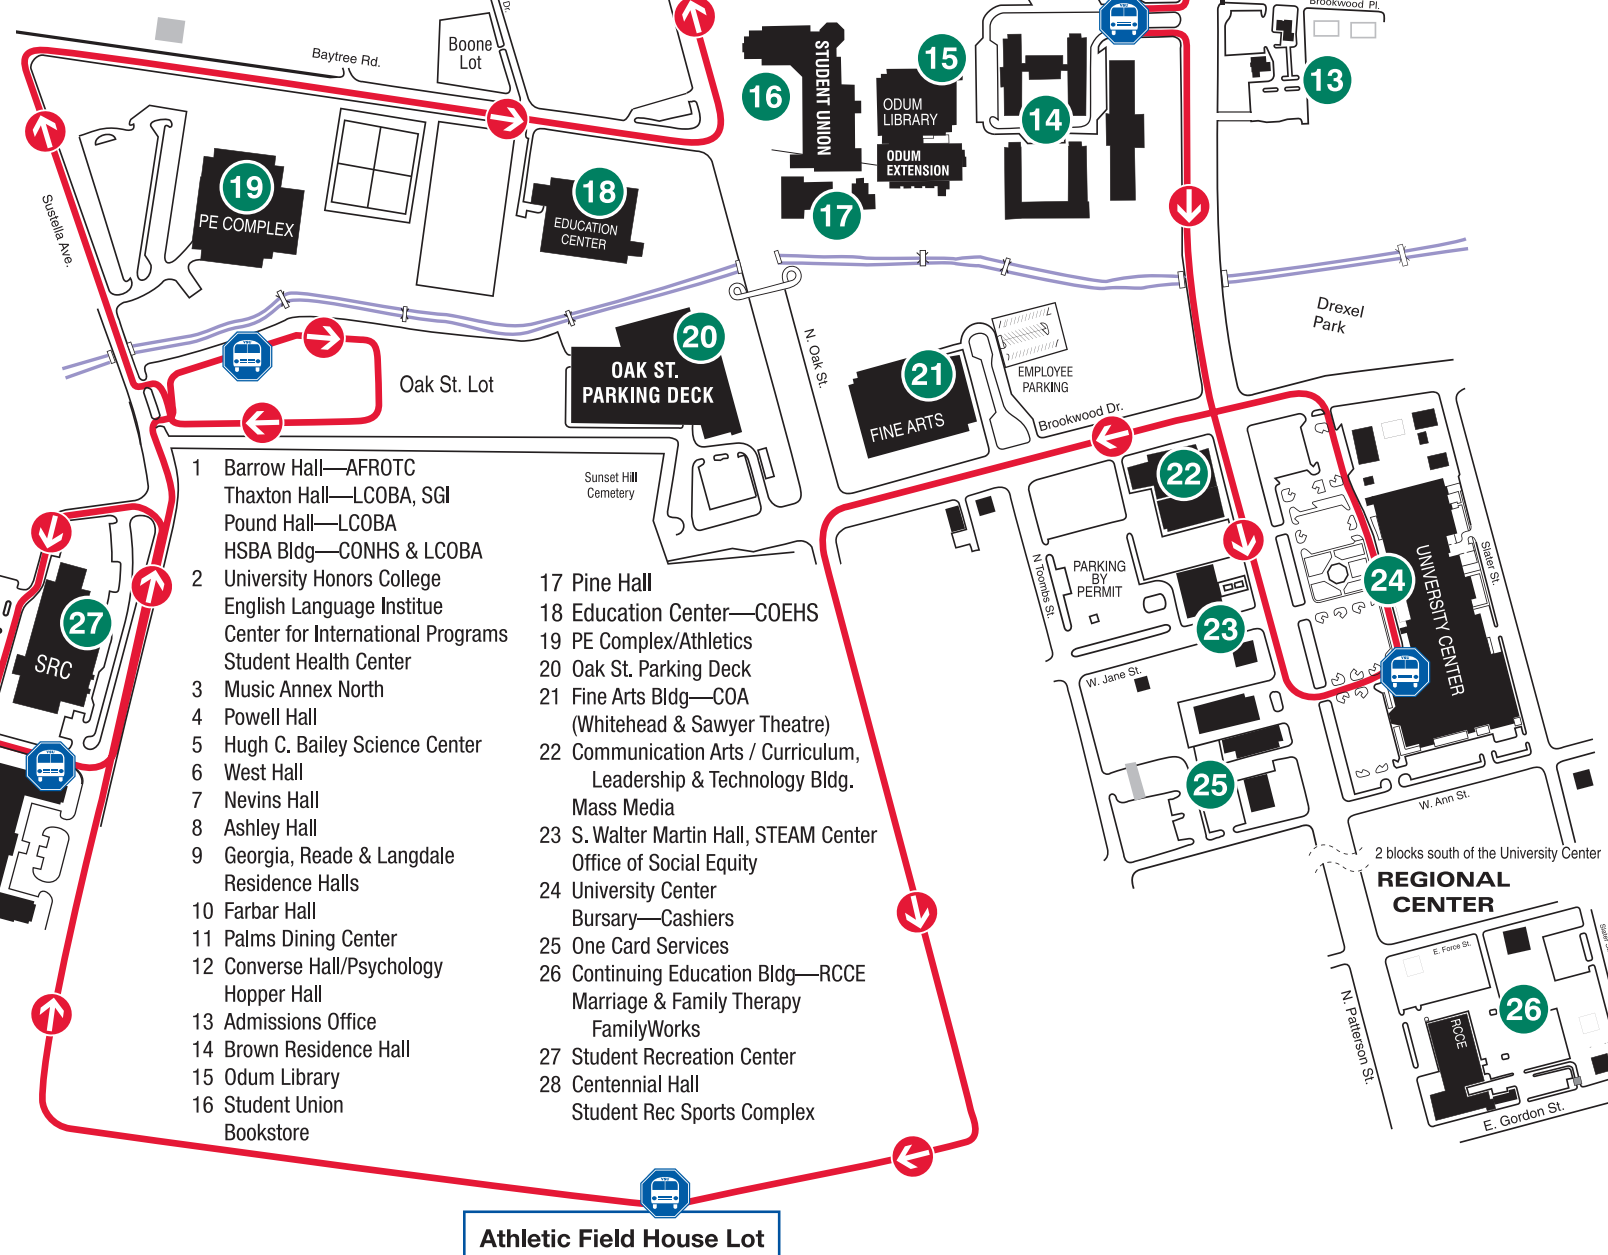 Brookwood Pl.
Dr.
Boone
Lot
Baytree Rd.
STUDENT UNION
16
15
ODUM
LIBRARY
ODUM
EXTENSION
14
13
17
19
PE COMPLEX
18
EDUCATION
CENTER
Sustella Ave.
Drexel
Park
N. Oak St.
20
OAK ST.
PARKING DECK
Oak St. Lot
21
FINE ARTS
EMPLOYEE
PARKING
Brookwood Dr.
22
Sunset Hill
Cemetery
1 Barrow Hall—AFROTC
Thaxton Hall—LCOBA, SGI
Pound Hall—LCOBA
HSBA Bldg—CONHS & LCOBA
2 University Honors College
English Language Institue
Center for International Programs
Student Health Center
3 Music Annex North
4 Powell Hall
5 Hugh C. Bailey Science Center
6 West Hall
7 Nevins Hall
8 Ashley Hall
9 Georgia, Reade & Langdale
Residence Halls
10 Farbar Hall
11 Palms Dining Center
12 Converse Hall/Psychology
Hopper Hall
13 Admissions Office
14 Brown Residence Hall
15 Odum Library
16 Student Union
Bookstore
17 Pine Hall
18 Education Center—COEHS
19 PE Complex/Athletics
20 Oak St. Parking Deck
21 Fine Arts Bldg—COA
(Whitehead & Sawyer Theatre)
22 Communication Arts / Curriculum,
Leadership & Technology Bldg.
Mass Media
23 S. Walter Martin Hall, STEAM Center
Office of Social Equity
24 University Center
Bursary—Cashiers
25 One Card Services
26 Continuing Education Bldg—RCCE
Marriage & Family Therapy
FamilyWorks
27 Student Recreation Center
28 Centennial Hall
Student Rec Sports Complex
27
SRC
N Toombs St.
PARKING
BY
PERMIT
23
24
UNIVERSITY CENTER
Slater St.
W. Jane St.
25
W. Ann St.
2 blocks south of the University Center
REGIONAL
CENTER
E. Force St.
Slater
26
RCCE
N. Patterson St.
E. Gordon St.
Athletic Field House Lot